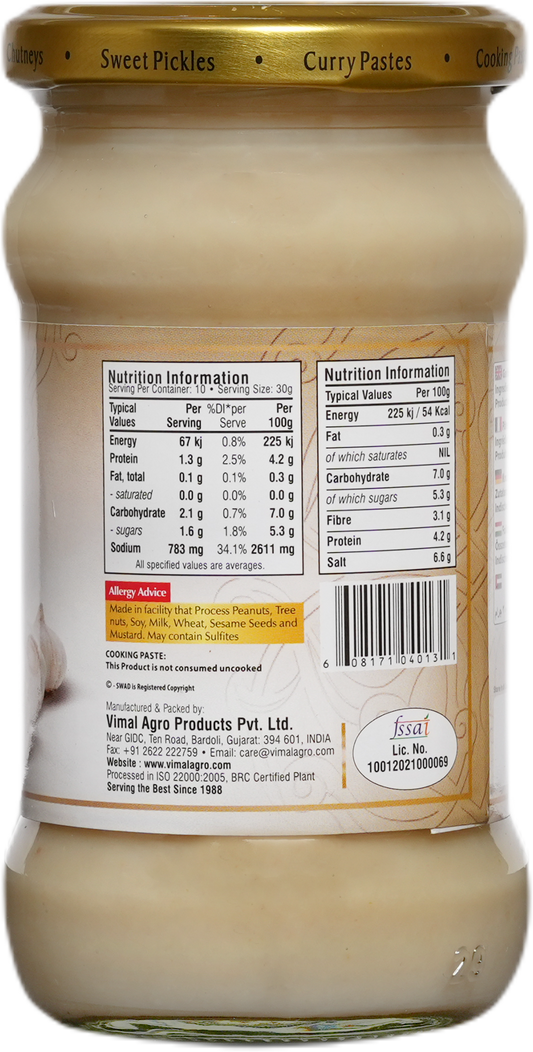 Chutneys • Sweet Pickles • Curry Pastes • Cooking
Nutrition Information
Serving Per Container: 10 • Serving Size: 30g
Typical Values Per Serving %DI*per Serve Per 100g
Energy 67 kj 0.8% 225 kj
Protein 1.3 g 2.5% 4.2 g
Fat, total 0.1 g 0.1% 0.3 g
- saturated 0.0 g 0.0% 0.0 g
Carbohydrate 2.1 g 0.7% 7.0 g
- sugars 1.6 g 1.8% 5.3 g
Sodium 783 mg 34.1% 2611 mg
All specified values are averages.
Nutrition Information
Typical Values Per 100g
Energy 225 kj / 54 Kcal
Fat 0.3 g
of which saturates NIL
Carbohydrate 7.0 g
of which sugars 5.3 g
Fibre 3.1 g
Protein 4.2 g
Salt 6.6 g
Allergy Advice
Made in facility that Process Peanuts, Tree
nuts, Soy, Milk, Wheat, Sesame Seeds and
Mustard. May contain Sulfites
COOKING PASTE:
This Product is not consumed uncooked
© - SWAD is Registered Copyright
6 08171 04013 1
Manufactured & Packed by:
Vimal Agro Products Pvt. Ltd.
Near GIDC, Ten Road, Bardoli, Gujarat: 394 601, INDIA
Fax: +91 2622 222759 • Email: care@vimalagro.com
Website : www.vimalagro.com
Processed in ISO 22000:2005, BRC Certified Plant
Serving the Best Since 1988
fssai
Lic. No.
10012021000069